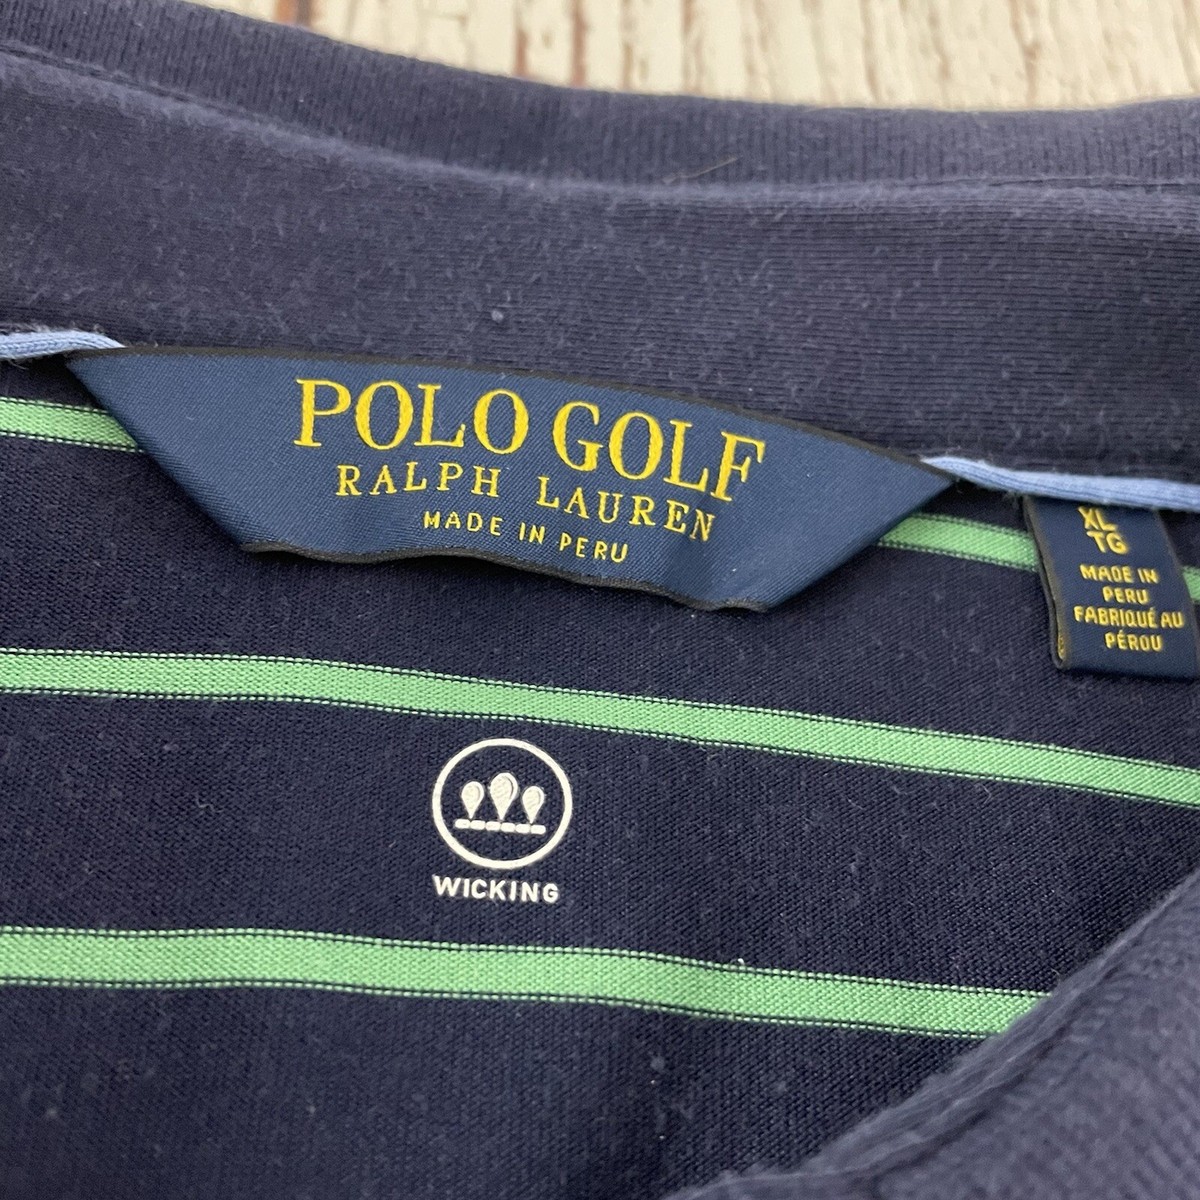 POLO GOLF
RALPH LAUREN
MADE IN PERU
XL
TG
MADE IN
PERU
FABRIQUÉ AU
PÉROU
WICKING